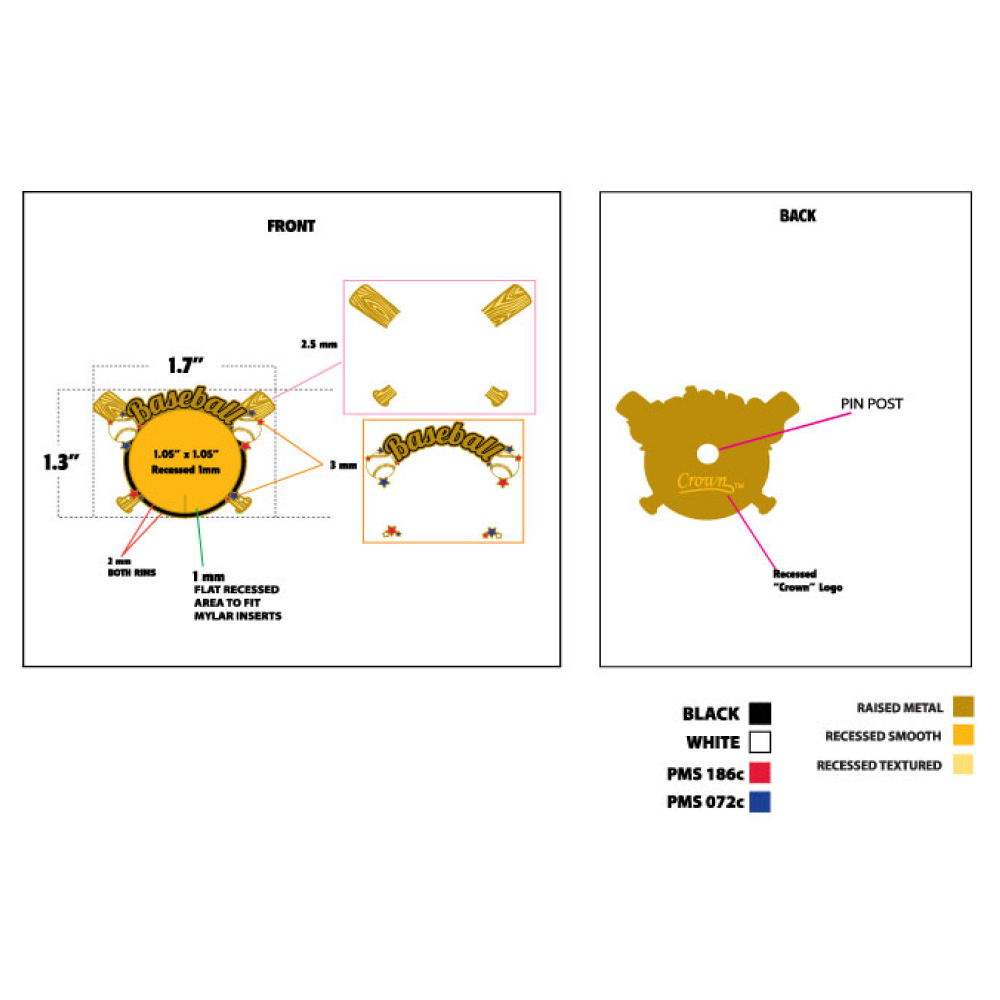 FRONT
2.5 mm
1.7"
Baseball
1.05" x 1.05"
Recessed 1mm
1.3"
3 mm
Baseball
2 mm
BOTH RIMS
1 mm
FLAT RECESSED
AREA TO FIT
MYLAR INSERTS
BACK
PIN POST
Crown TM
Recessed
"Crown" Logo
BLACK
WHITE
PMS 186c
PMS 072c
RAISED METAL
RECESSED SMOOTH
RECESSED TEXTURED